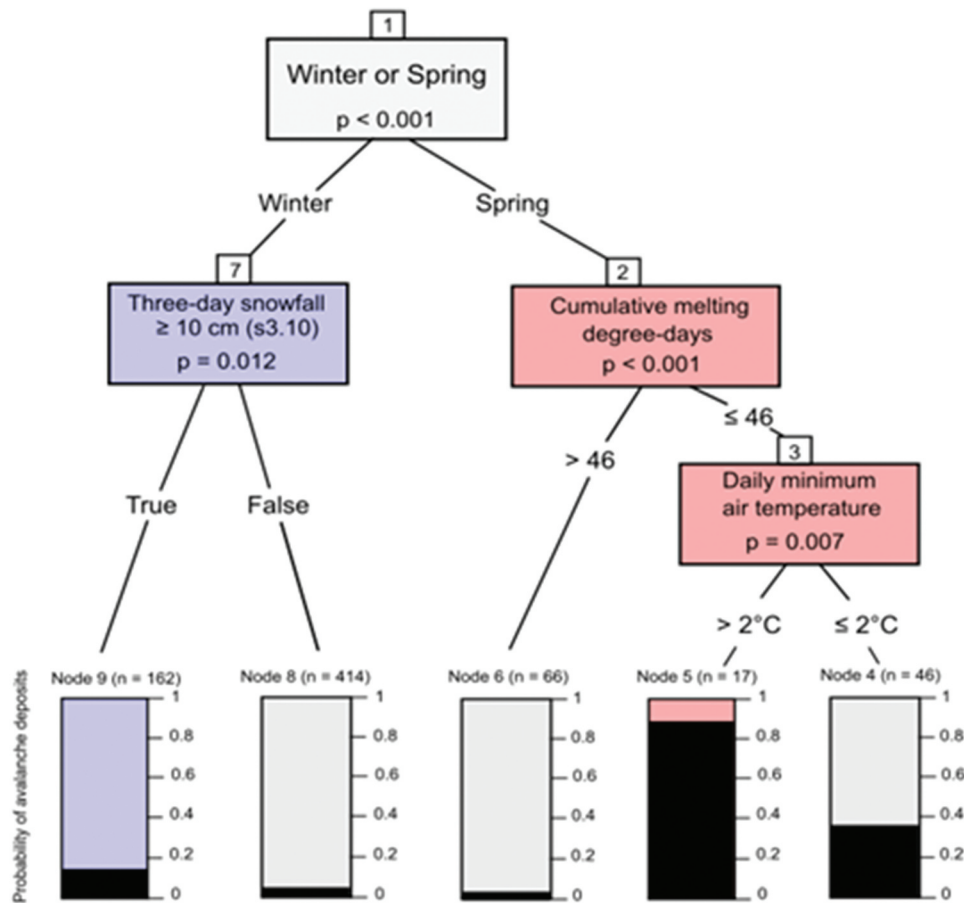 1
Winter or Spring
p < 0.001
Winter
Spring
7
Three-day snowfall
≥ 10 cm (s3.10)
p = 0.012
2
Cumulative melting
degree-days
p < 0.001
≤ 46
> 46
3
Daily minimum
air temperature
p = 0.007
True
False
> 2°C
≤ 2°C
Node 9 (n = 162)
Node 8 (n = 414)
Node 6 (n = 66)
Node 5 (n = 17)
Node 4 (n = 46)
Probability of avalanche deposits
1
0.8
0.6
0.4
0.2
0
1
0.8
0.6
0.4
0.2
0
1
0.8
0.6
0.4
0.2
0
1
0.8
0.6
0.4
0.2
0
1
0.8
0.6
0.4
0.2
0